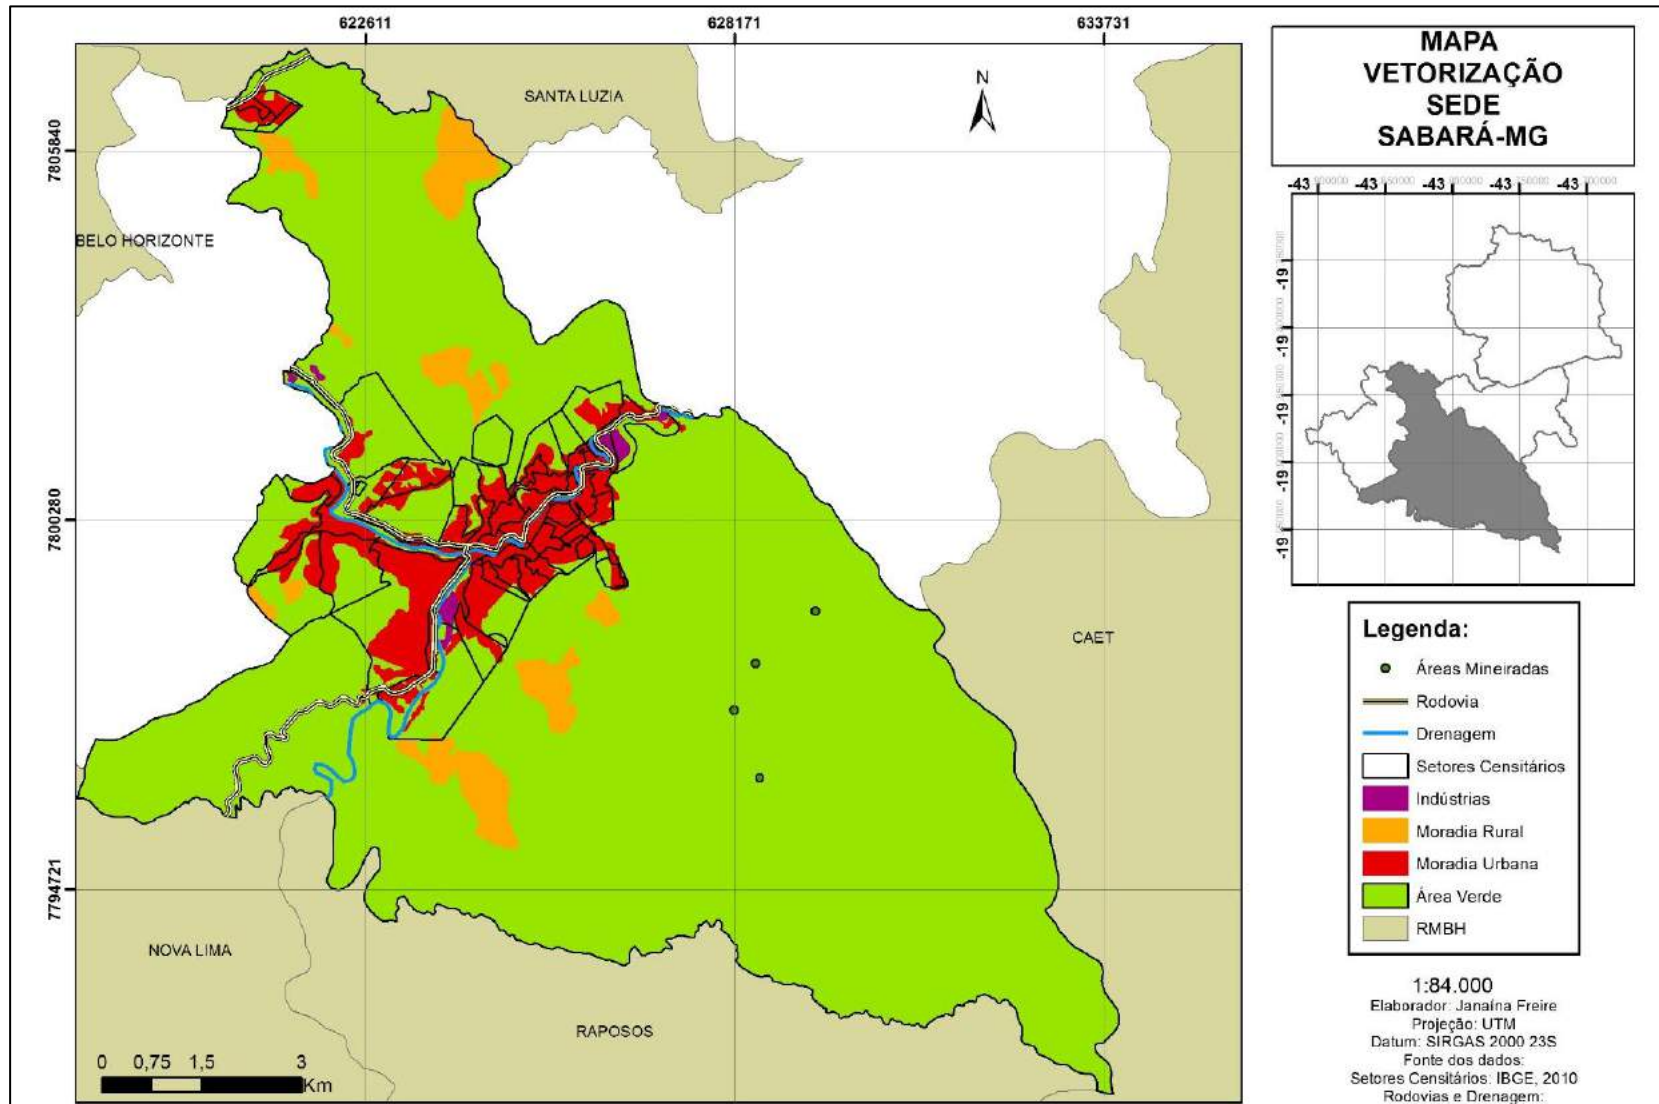 622611
628171
633731
7805840
7800280
7794721
SANTA LUZIA
N
BELO HORIZONTE
CAET
NOVA LIMA
RAPOSOS
0 0,75 1,5 3
Km
MAPA
VETORIZAÇÃO
SEDE
SABARÁ-MG
-43 -43 -43 -43 -43
-19
-19
-19
-19
-19
Legenda:
Áreas Mineiradas
Rodovia
Drenagem
Setores Censitários
Indústrias
Moradia Rural
Moradia Urbana
Área Verde
RMBH
1:84.000
Elaborador: Janaína Freire
Projeção: UTM
Datum: SIRGAS 2000 23S
Fonte dos dados:
Setores Censitários: IBGE, 2010
Rodovias e Drenagem: